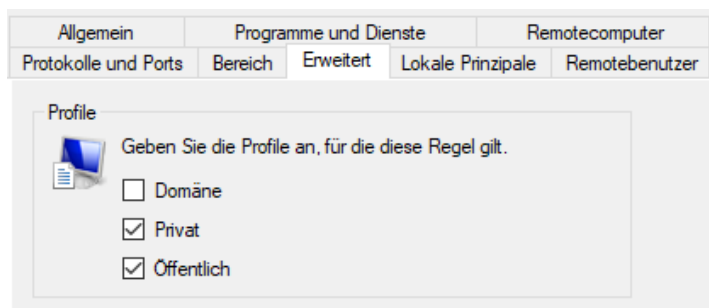 Allgemein Programme und Dienste Remotecomputer
Protokolle und Ports Bereich Erweitert Lokale Prinzipale Remotebenutzer
Profile
Geben Sie die Profile an, für die diese Regel gilt.
Domäne
Privat
Öffentlich